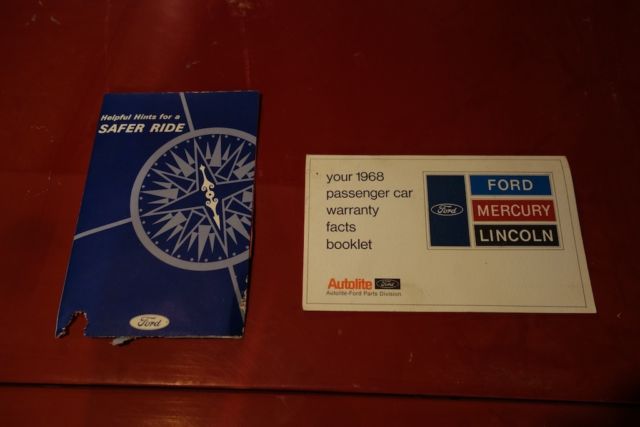 Helpful Hints for a
SAFER RIDE
Ford
your 1968
passenger car
warranty
facts
booklet
Ford
FORD
MERCURY
LINCOLN
Autolite Ford
Autolite-Ford Parts Division